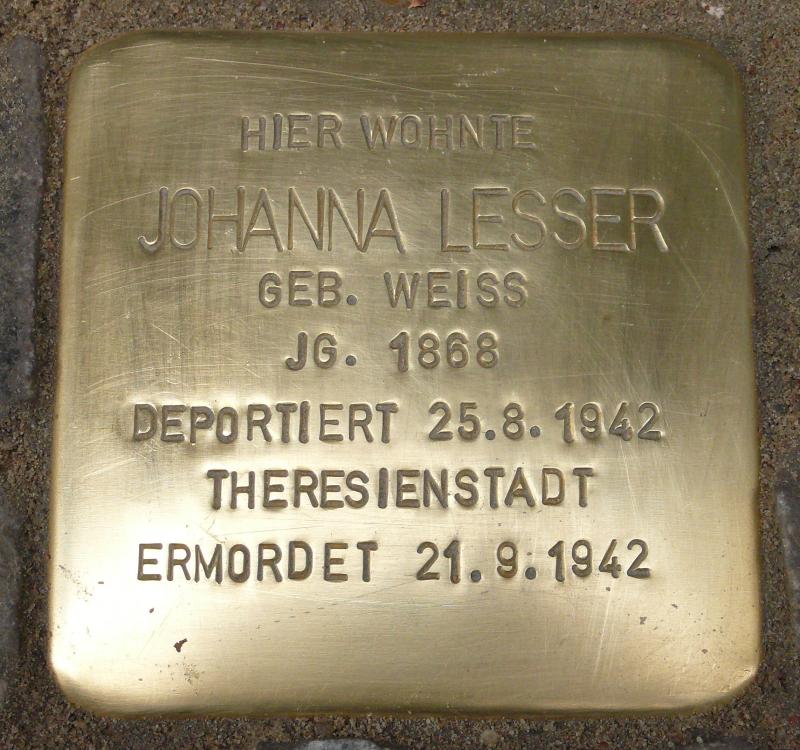 HIER WOHNTE
JOHANNA LESSER
GEB. WEISS
JG. 1868
DEPORTIERT 25.8.1942
THERESIENSTADT
ERMORDET 21.9.1942